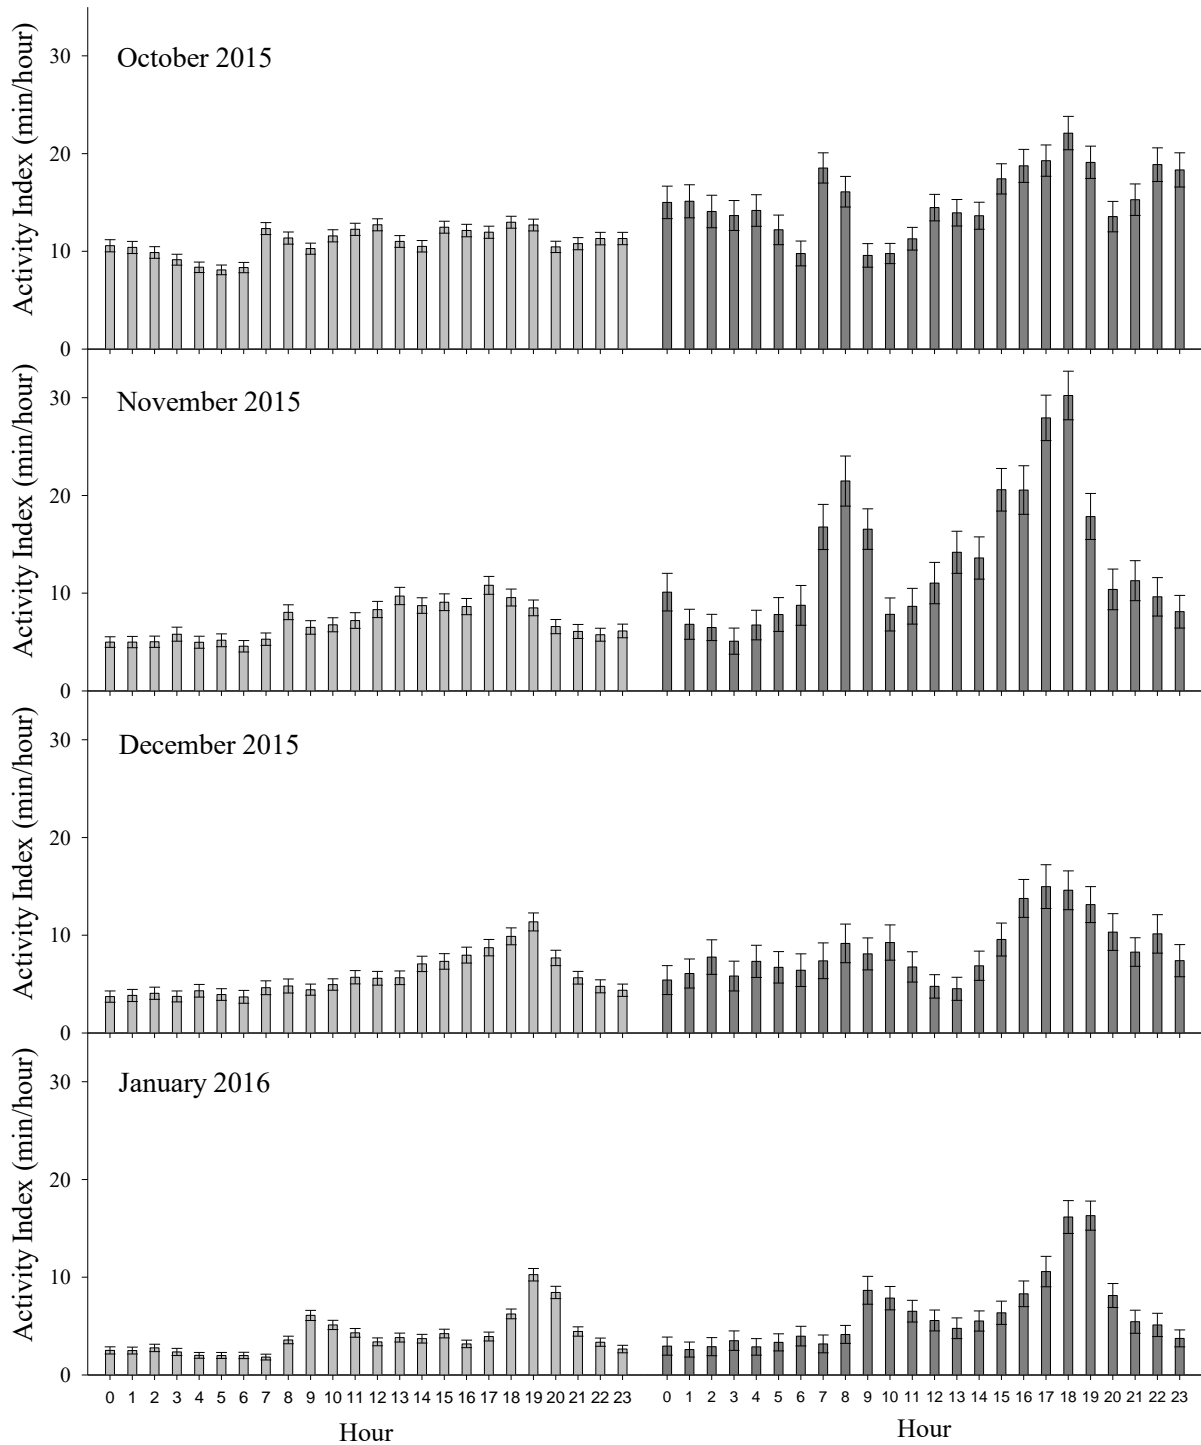 Activity Index (min/hour)
30
20
10
0
October 2015
Activity Index (min/hour)
30
20
10
0
November 2015
Activity Index (min/hour)
30
20
10
0
December 2015
Activity Index (min/hour)
30
20
10
0
January 2016
0 1 2 3 4 5 6 7 8 9 10 11 12 13 14 15 16 17 18 19 20 21 22 23
0 1 2 3 4 5 6 7 8 9 10 11 12 13 14 15 16 17 18 19 20 21 22 23
Hour
Hour